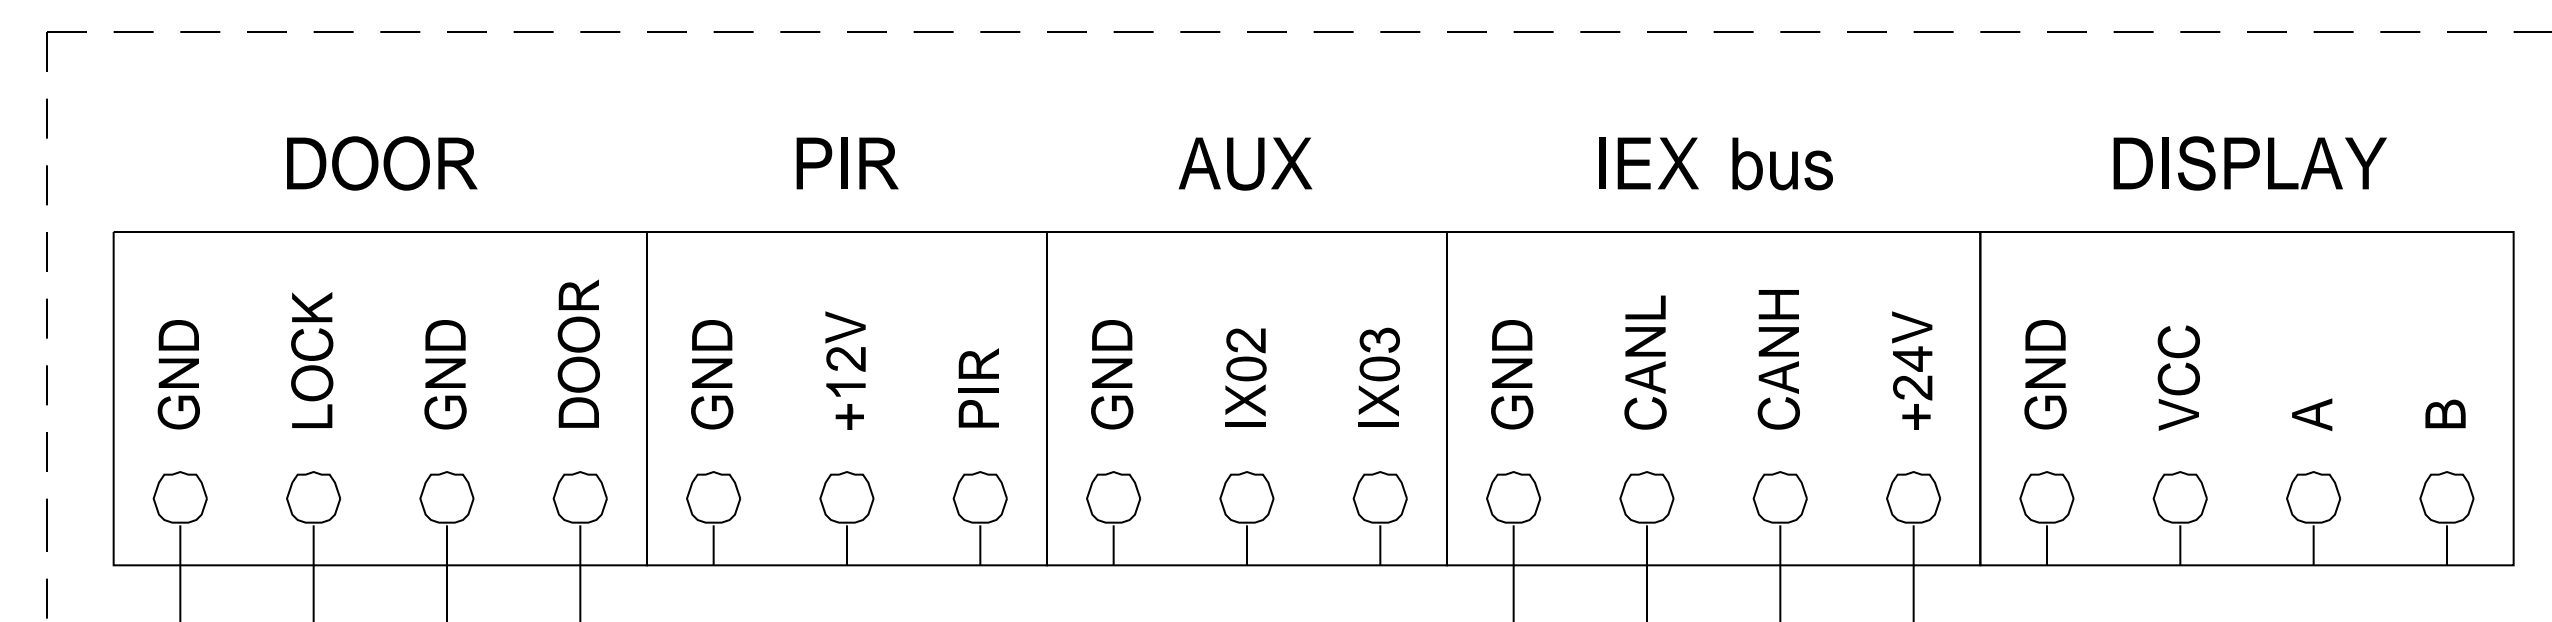 DOOR PIR AUX IEX bus DISPLAY
GND LOCK GND DOOR GND +12V PIR GND IX02 IX03 GND CANL CANH +24V GND VCC A B